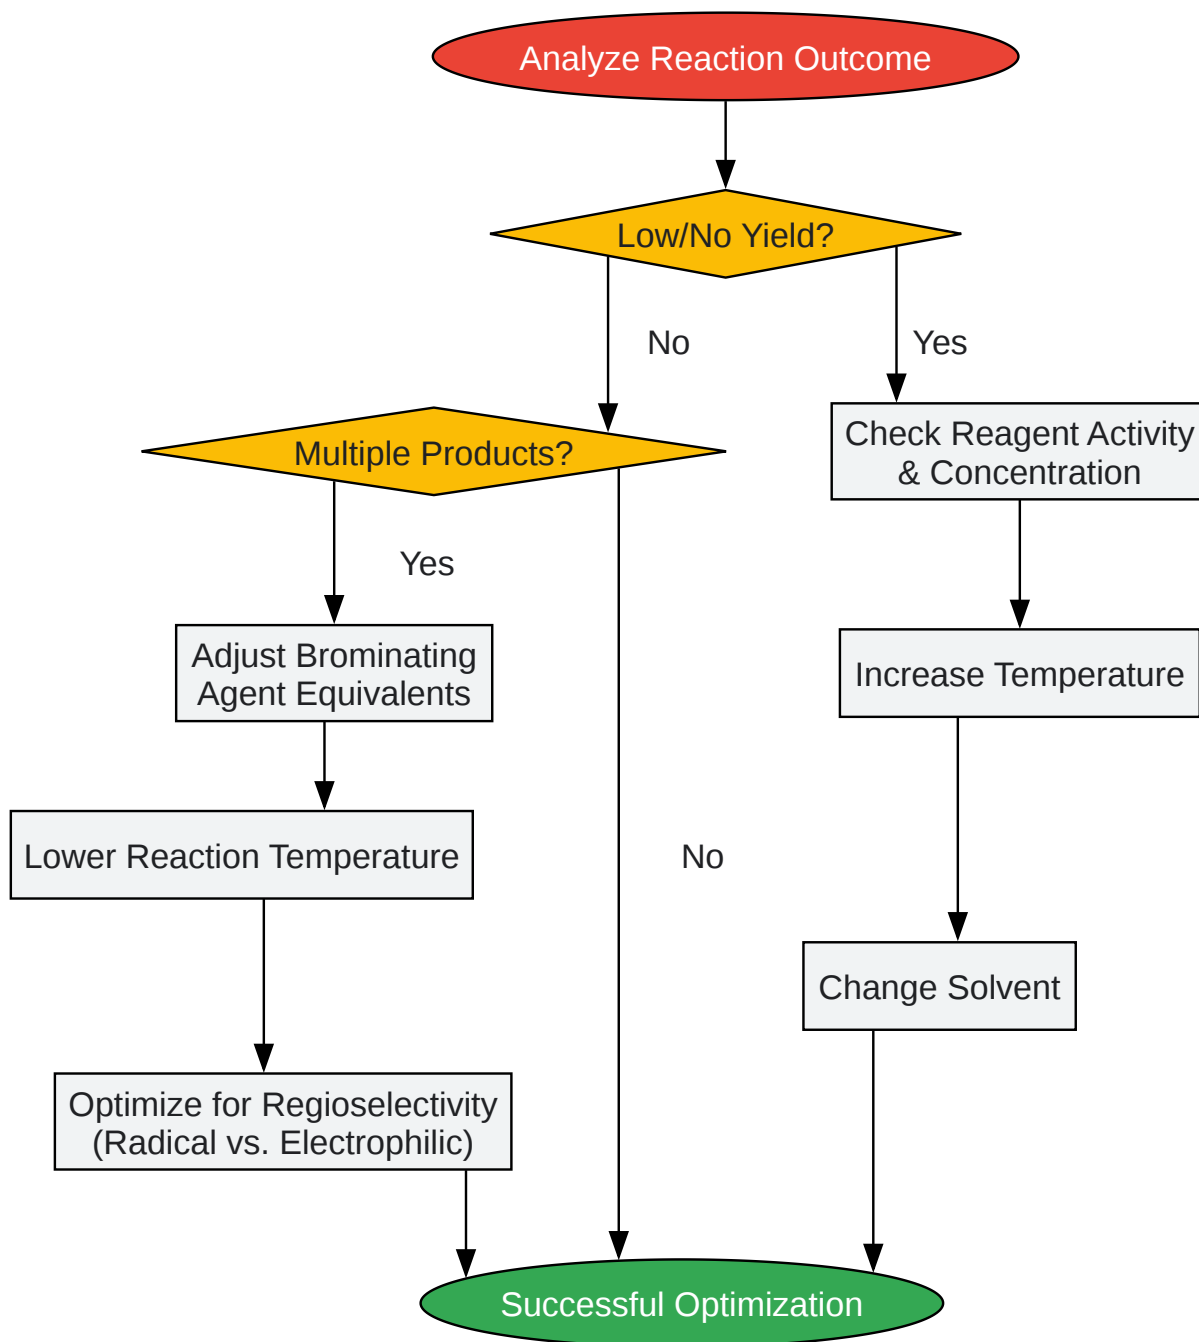 Analyze Reaction Outcome
Low/No Yield?
No
Yes
Check Reagent Activity
& Concentration
Multiple Products?
Yes
Adjust Brominating
Agent Equivalents
Increase Temperature
Lower Reaction Temperature
No
Change Solvent
Optimize for Regioselectivity
(Radical vs. Electrophilic)
Successful Optimization